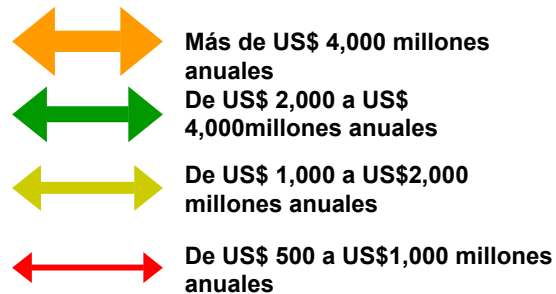 Más de US$ 4,000 millones
anuales
De US$ 2,000 a US$
4,000millones anuales
De US$ 1,000 a US$2,000
millones anuales
De US$ 500 a US$1,000 millones
anuales